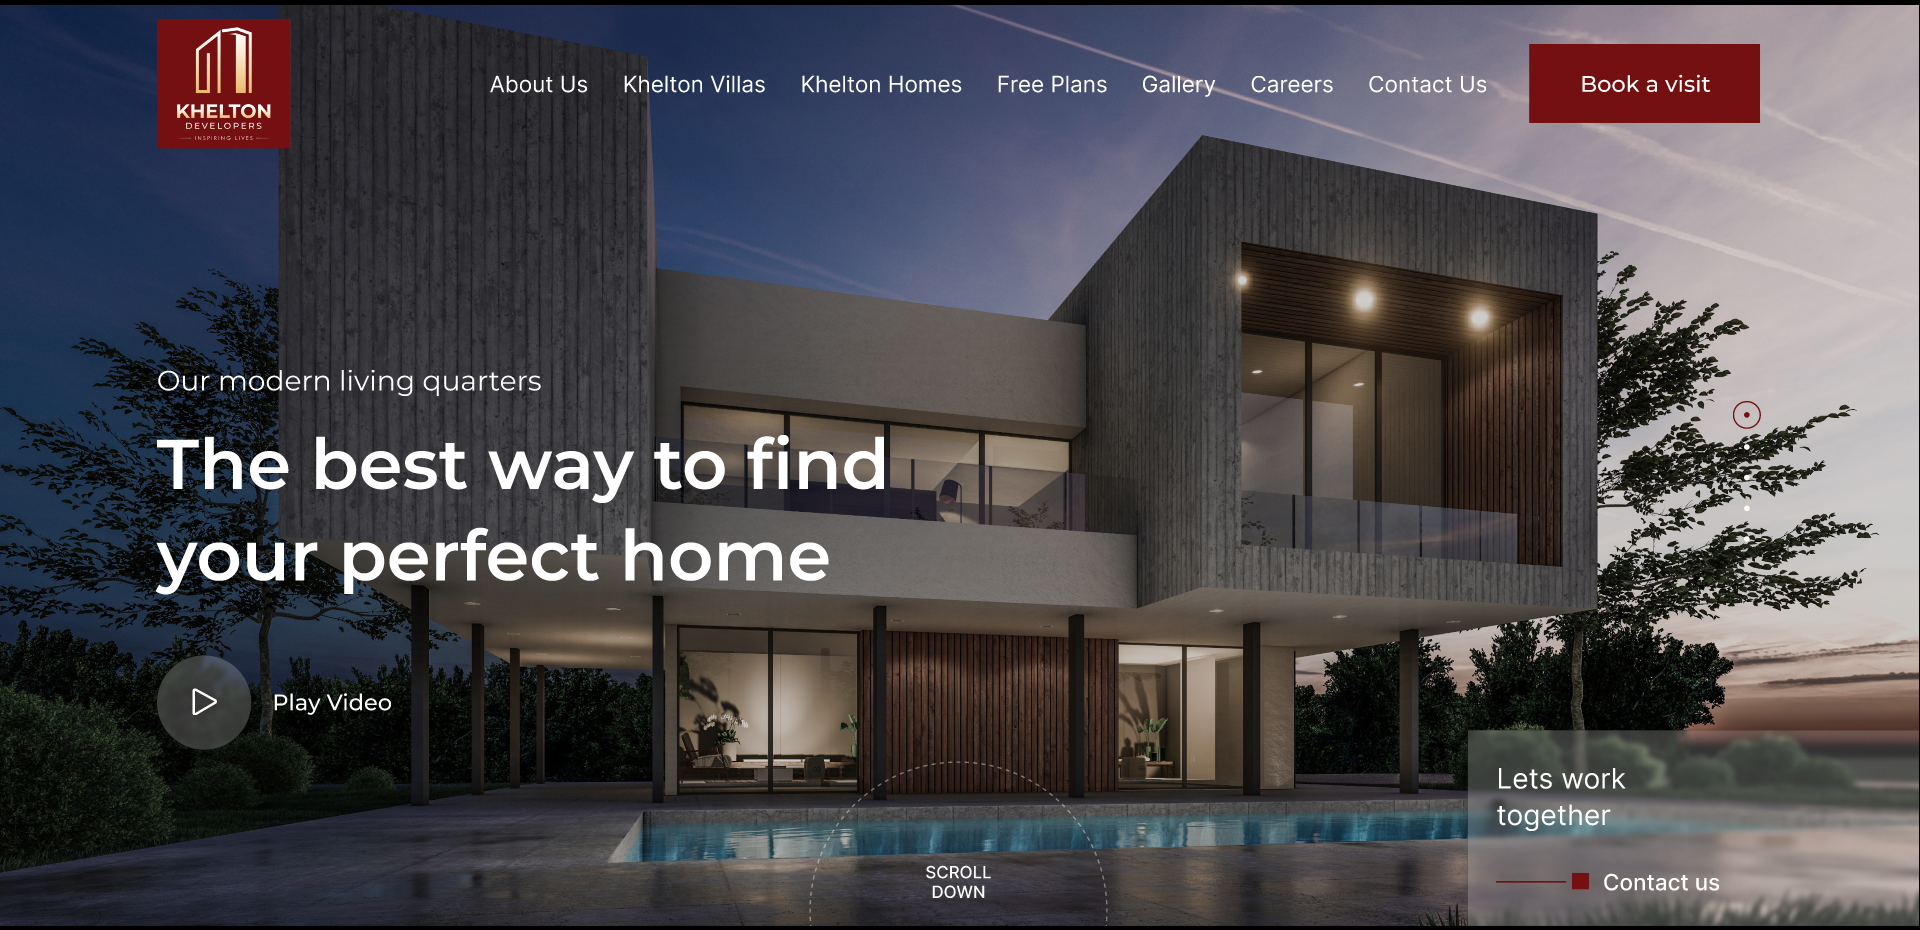 KHELTON
DEVELOPERS
INSPIRING LIVES
About Us
Khelton Villas
Khelton Homes
Free Plans
Gallery
Careers
Contact Us
Book a visit
Our modern living quarters
The best way to find
your perfect home
Play Video
SCROLL
DOWN
Lets work
together
Contact us